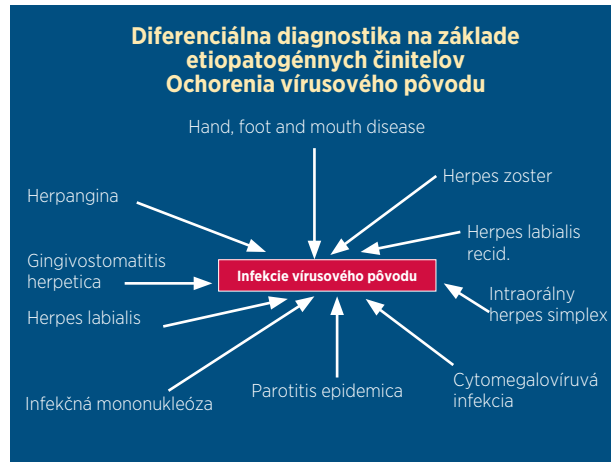 Diferenciálna diagnostika na základe
etiopatogénnych činiteľov
Ochorenia vírusového pôvodu
Hand, foot and mouth disease
Herpes zoster
Herpangina
Herpes labialis
recid.
Gingivostomatitis
herpetica
Infekcie vírusového pôvodu
Intraorálny
herpes simplex
Herpes labialis
Cytomegalovíruvá
infekcia
Parotitis epidemica
Infekčná mononukleóza